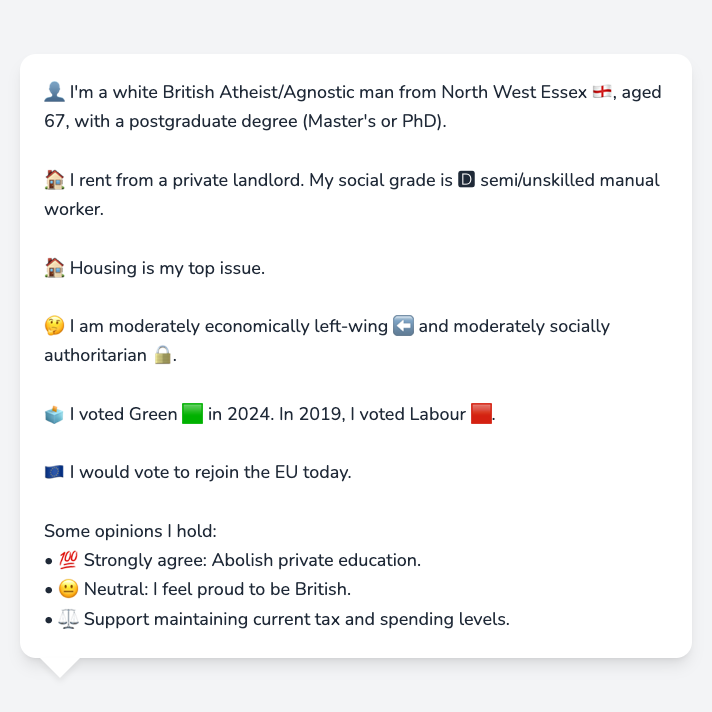 👤 I'm a white British Atheist/Agnostic man from North West Essex 🏴󠁧󠁢󠁥󠁮󠁧󠁿, aged
67, with a postgraduate degree (Master's or PhD).
🏠 I rent from a private landlord. My social grade is 🅳 semi/unskilled manual
worker.
🏠 Housing is my top issue.
🤔 I am moderately economically left-wing ⬅️ and moderately socially
authoritarian 🔒.
🗳️ I voted Green 🟩 in 2024. In 2019, I voted Labour 🟥.
🇪🇺 I would vote to rejoin the EU today.
Some opinions I hold:
• 💯 Strongly agree: Abolish private education.
• 😐 Neutral: I feel proud to be British.
• ⚖️ Support maintaining current tax and spending levels.